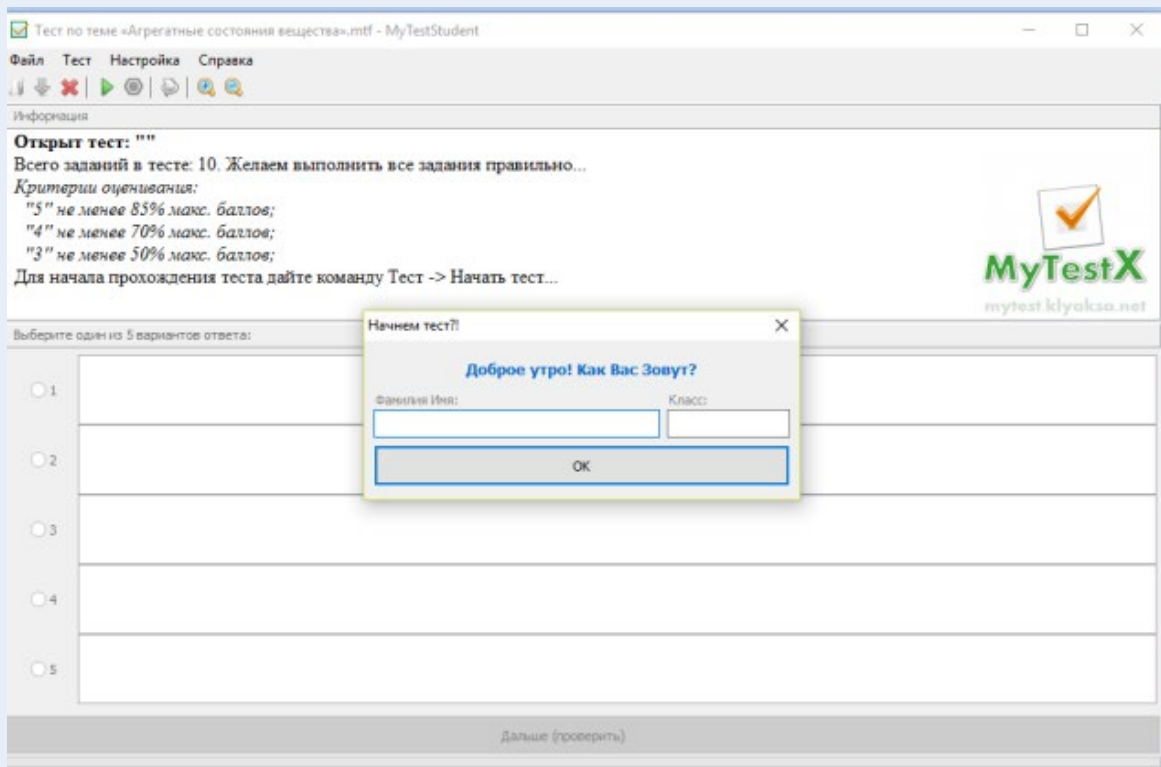 Тест по теме «Агрегатные состояния вещества».mtf - MyTestStudent
Файл Тест Настройка Справка
Информация
Открыт тест: ""
Всего заданий в тесте: 10. Желаем выполнить все задания правильно...
Критерии оценивания:
"5" не менее 85% макс. баллов;
"4" не менее 70% макс. баллов;
"3" не менее 50% макс. баллов;
Для начала прохождения теста дайте команду Тест -> Начать тест...
MyTestX
mytest.klyaksa.net
Выберите один из 5 вариантов ответа:
Начнем тест?!
Доброе утро! Как Вас Зовут?
Фамилия Имя: Класс:
OK
1
2
3
4
5
Дальше (проверить)